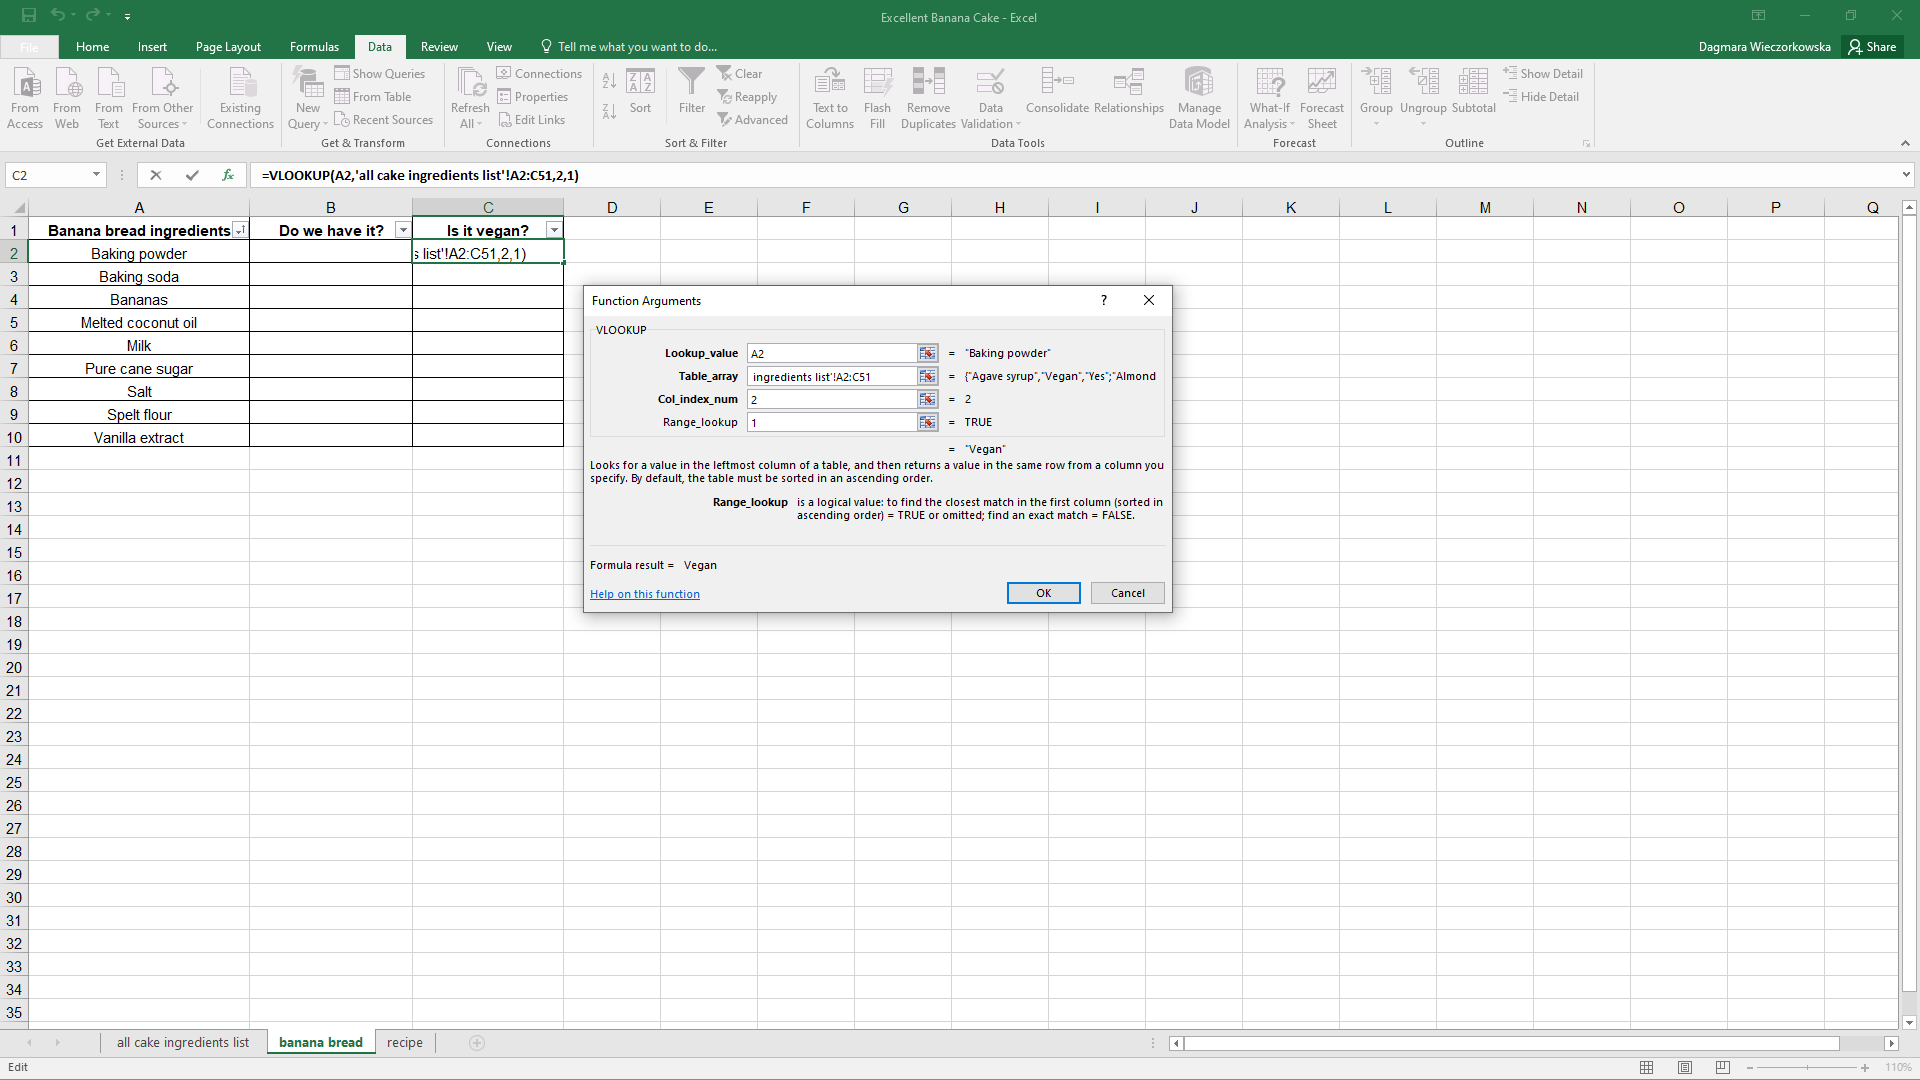 Excellent Banana Cake - Excel
File Home Insert Page Layout Formulas Data Review View Tell me what you want to do... Dagmara Wieczorkowska Share
From Access
From Web
From Text
From Other Sources
Existing Connections
Get External Data
New Query
Show Queries
From Table
Recent Sources
Get & Transform
Refresh All
Connections
Properties
Edit Links
Connections
Sort
Filter
Clear
Reapply
Advanced
Sort & Filter
Text to Columns
Flash Fill
Remove Duplicates
Data Validation
Consolidate
Relationships
Manage Data Model
Data Tools
What-If Analysis
Forecast Sheet
Forecast
Group
Ungroup
Subtotal
Show Detail
Hide Detail
Outline
C2 fx =VLOOKUP(A2,'all cake ingredients list'!A2:C51,2,1)
A B C D E F G H I J K L M N O P Q
1 Banana bread ingredients Do we have it? Is it vegan?
2 Baking powder s list'!A2:C51,2,1)
3 Baking soda
4 Bananas
5 Melted coconut oil
6 Milk
7 Pure cane sugar
8 Salt
9 Spelt flour
10 Vanilla extract
11
12
13
14
15
16
17
18
19
20
21
22
23
24
25
26
27
28
29
30
31
32
33
34
35
Function Arguments ?
VLOOKUP
Lookup_value A2 = "Baking powder"
Table_array ingredients list'!A2:C51 = {"Agave syrup","Vegan","Yes";"Almond
Col_index_num 2 = 2
Range_lookup 1 = TRUE
= "Vegan"
Looks for a value in the leftmost column of a table, and then returns a value in the same row from a column you
specify. By default, the table must be sorted in an ascending order.
Range_lookup is a logical value: to find the closest match in the first column (sorted in
ascending order) = TRUE or omitted; find an exact match = FALSE.
Formula result = Vegan
Help on this function OK Cancel
all cake ingredients list banana bread recipe
Edit 110%